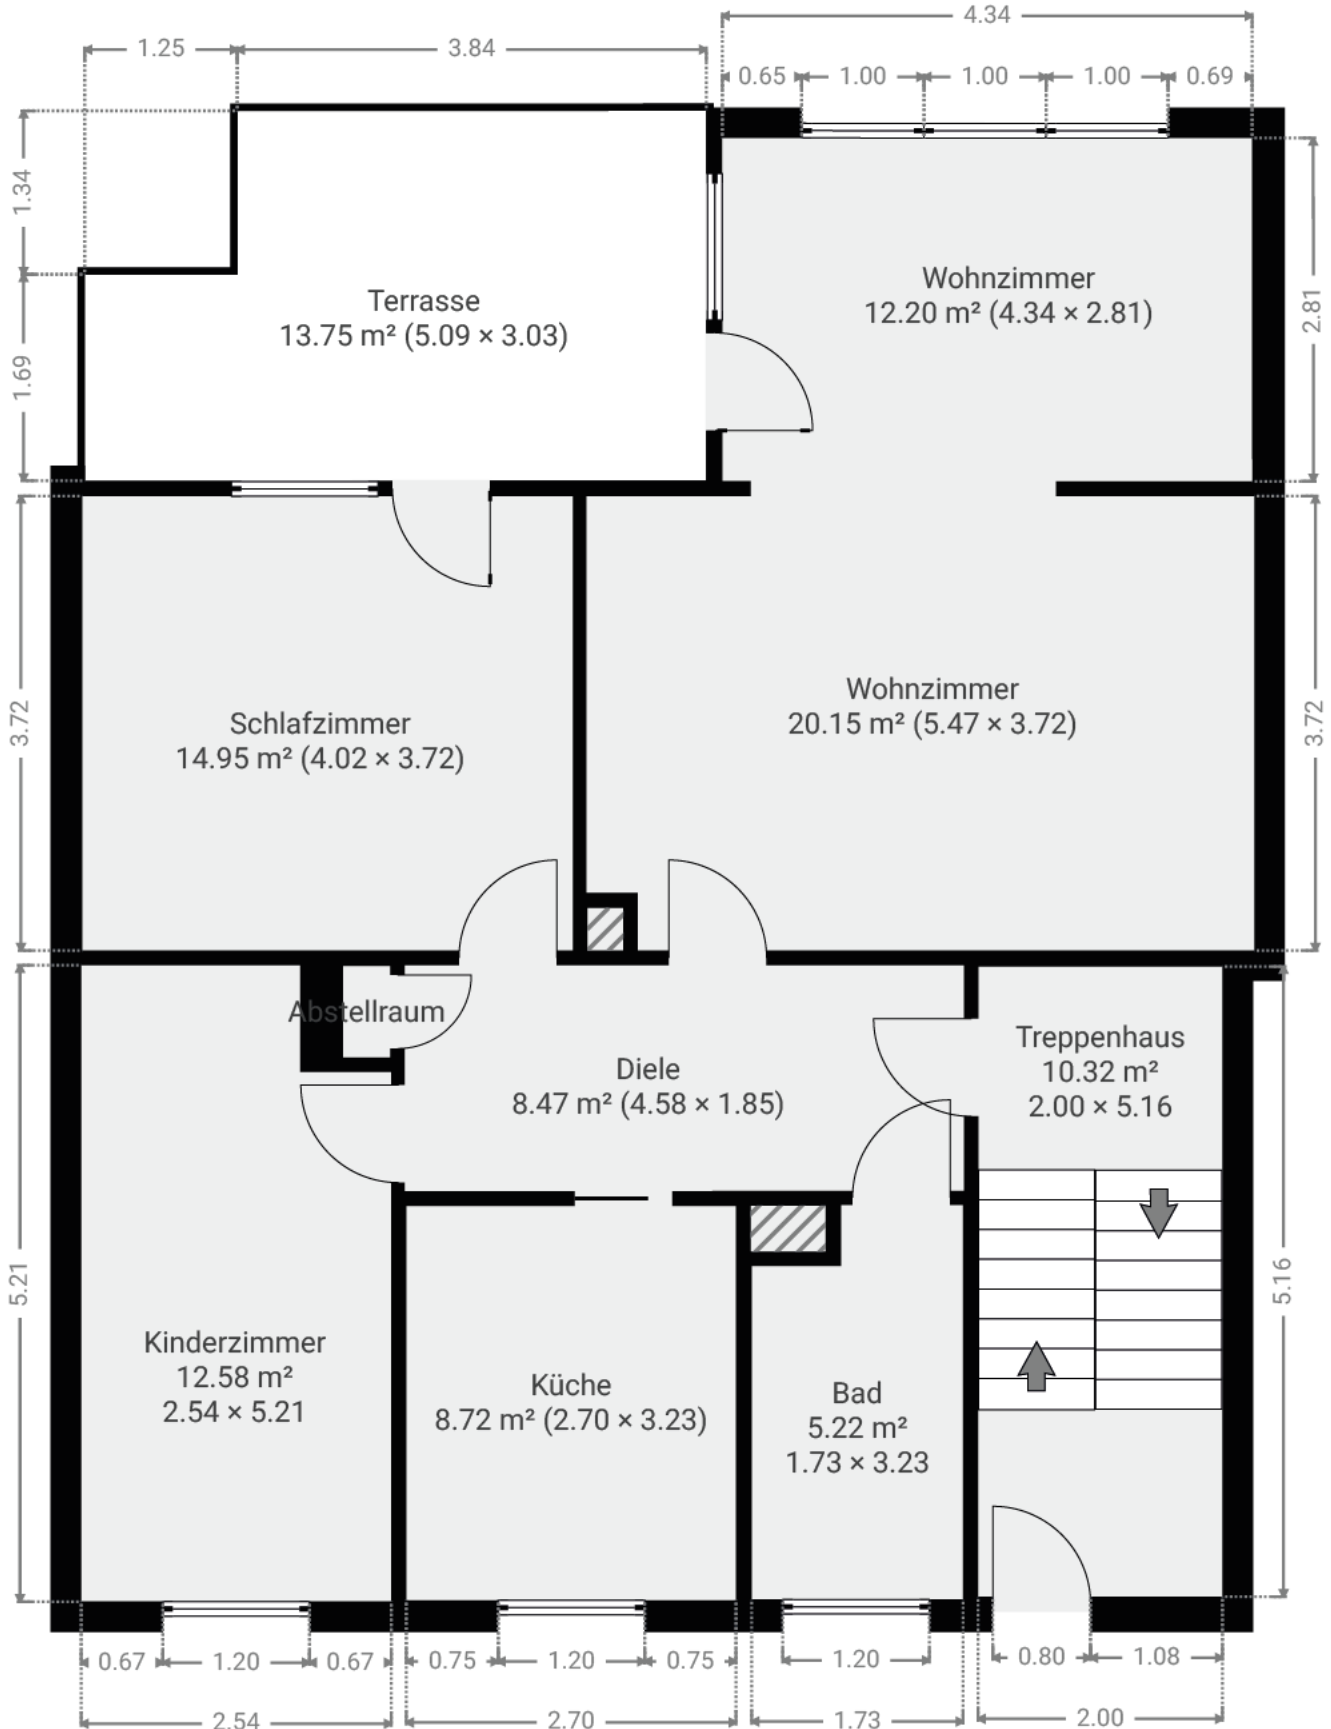 4.34
1.25
3.84
0.65
1.00
1.00
1.00
0.69
1.34
1.69
2.81
Wohnzimmer
12.20 m² (4.34 × 2.81)
Terrasse
13.75 m² (5.09 × 3.03)
3.72
3.72
Wohnzimmer
20.15 m² (5.47 × 3.72)
Schlafzimmer
14.95 m² (4.02 × 3.72)
Abstellraum
Diele
8.47 m² (4.58 × 1.85)
Treppenhaus
10.32 m²
2.00 × 5.16
5.21
5.16
Kinderzimmer
12.58 m²
2.54 × 5.21
Küche
8.72 m² (2.70 × 3.23)
Bad
5.22 m²
1.73 × 3.23
0.67
1.20
0.67
0.75
1.20
0.75
1.20
0.80
1.08
2.54
2.70
1.73
2.00